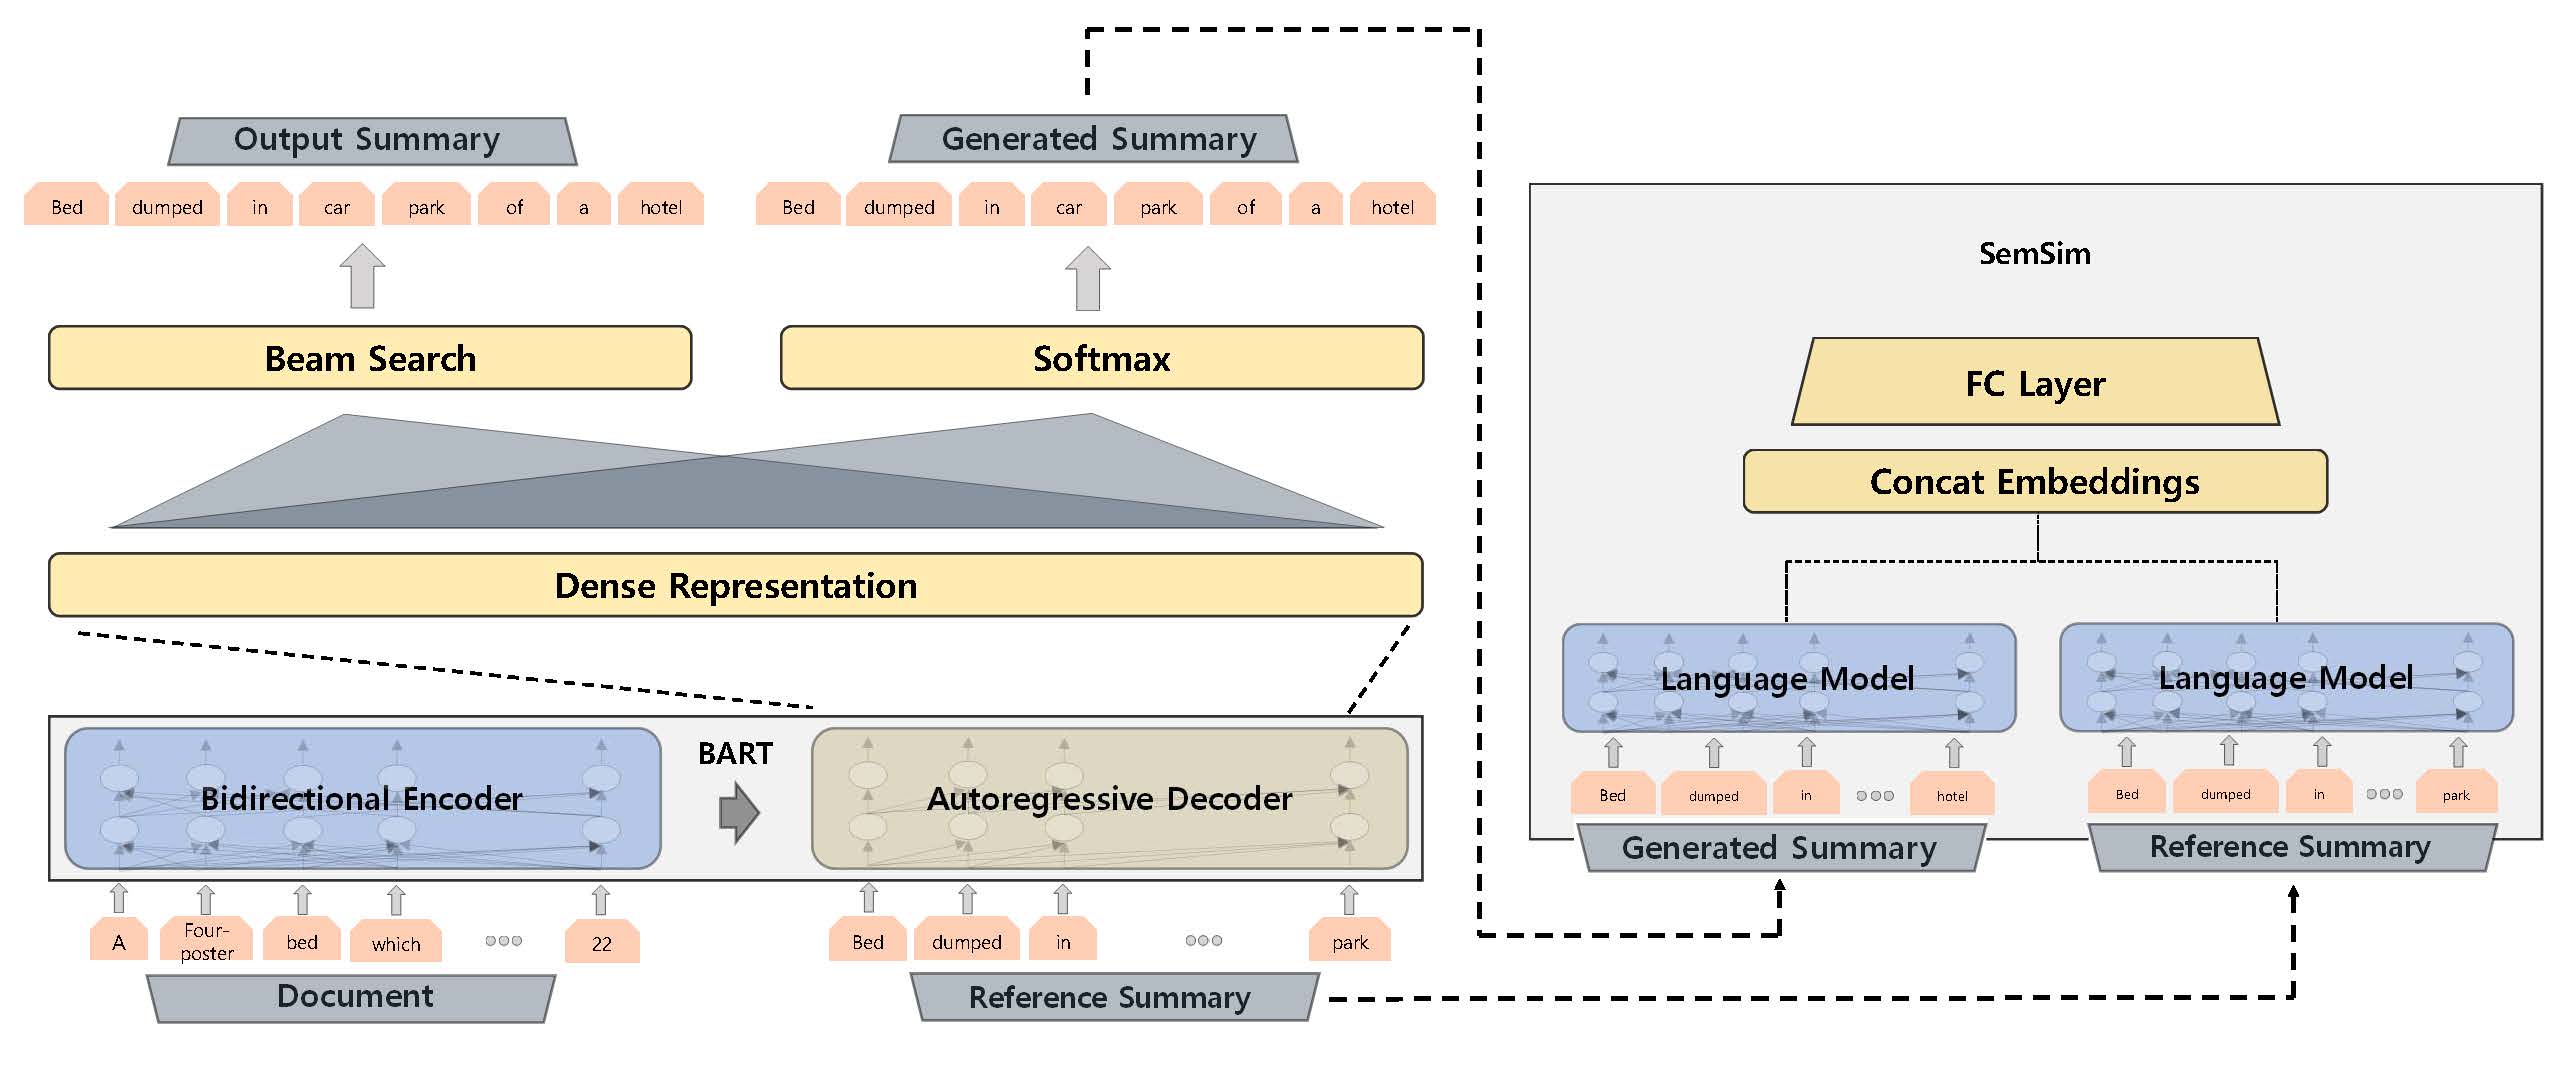 Output Summary
Bed dumped in car park of a hotel
Beam Search
Generated Summary
Bed dumped in car park of a hotel
Softmax
Dense Representation
BART
Bidirectional Encoder
Autoregressive Decoder
A Four-poster bed which 22
Document
Bed dumped in park
Reference Summary
SemSim
FC Layer
Concat Embeddings
Language Model
Language Model
Bed dumped in hotel
Generated Summary
Bed dumped in park
Reference Summary